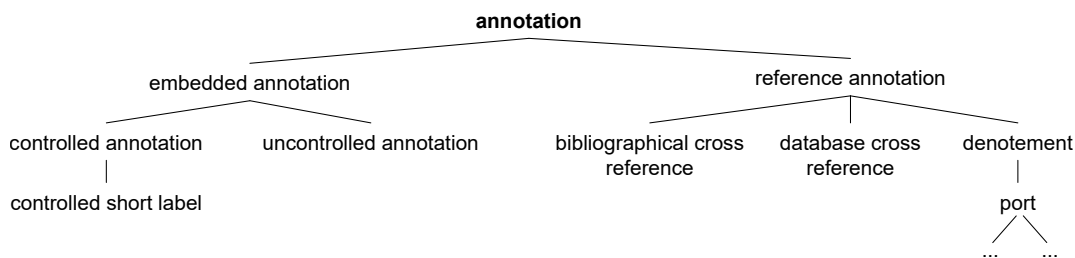 annotation
embedded annotation
reference annotation
controlled annotation
uncontrolled annotation
bibliographical cross
reference
database cross
reference
denotement
controlled short label
port
...
...